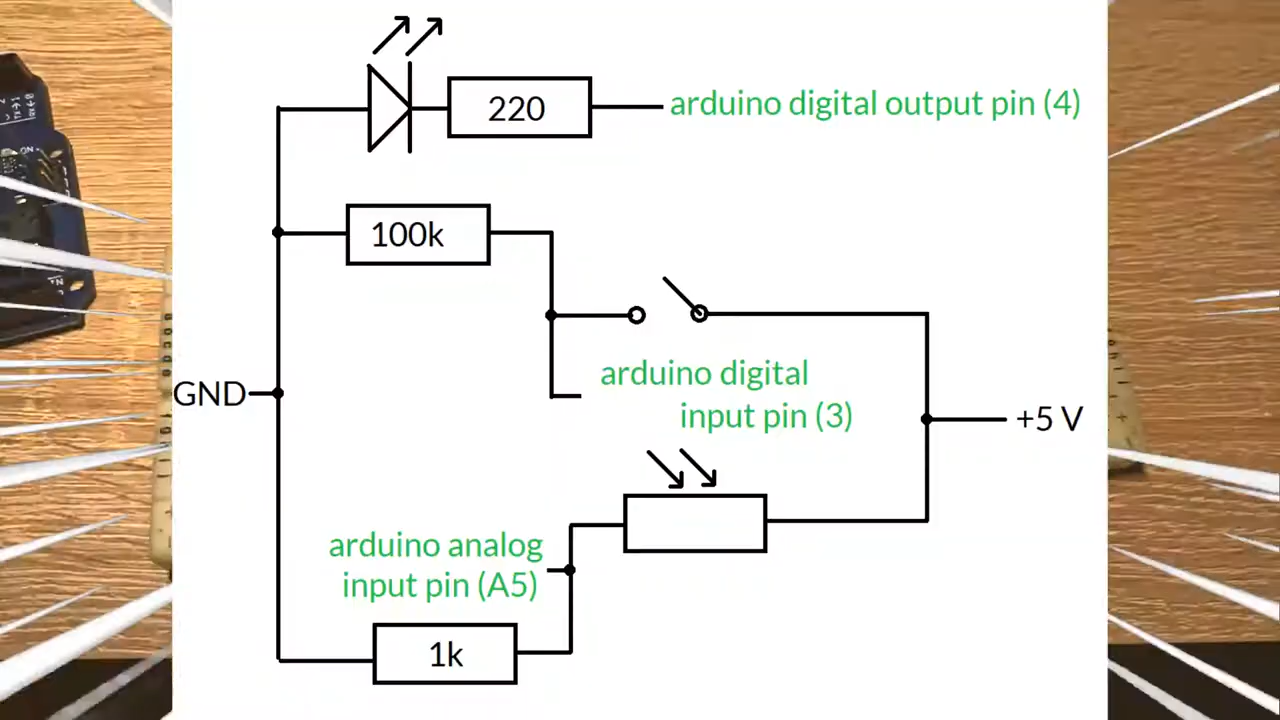 220
arduino digital output pin (4)
100k
arduino digital
input pin (3)
GND
+5 V
arduino analog
input pin (A5)
1k